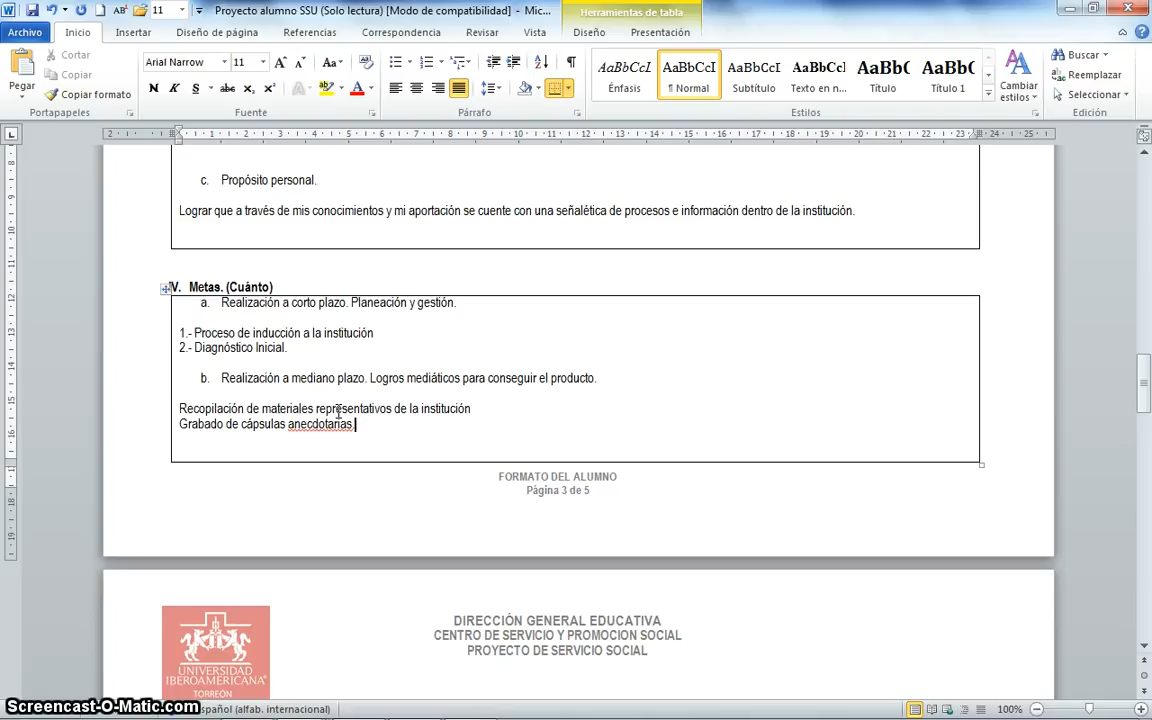 Proyecto alumno SSU (Solo lectura) [Modo de compatibilidad] - Mic...
Herramientas de tabla
11
Archivo
Inicio
Insertar
Diseño de página
Referencias
Correspondencia
Revisar
Vista
Diseño
Presentación
Cortar
Copiar
Copiar formato
Pegar
Portapapeles
Arial Narrow
11
Fuente
Párrafo
AaBbCcI
Énfasis
AaBbCcI
¶ Normal
AaBbCcI
Subtítulo
AaBbCcI
Texto en n...
AaBb(
Título
AaBb(
Título 1
Cambiar
estilos
Estilos
Buscar
Reemplazar
Seleccionar
Edición
c. Propósito personal.
Lograr que a través de mis conocimientos y mi aportación se cuente con una señalética de procesos e información dentro de la institución.
V. Metas. (Cuánto)
a. Realización a corto plazo. Planeación y gestión.
1.- Proceso de inducción a la institución
2.- Diagnóstico Inicial.
b. Realización a mediano plazo. Logros mediáticos para conseguir el producto.
Recopilación de materiales representativos de la institución
Grabado de cápsulas anecdotarias
FORMATO DEL ALUMNO
Página 3 de 5
DIRECCIÓN GENERAL EDUCATIVA
CENTRO DE SERVICIO Y PROMOCION SOCIAL
PROYECTO DE SERVICIO SOCIAL
UNIVERSIDAD
IBEROAMERICANA
TORREÓN
Screencast-O-Matic.com
spañol (alfab. internacional)
100%